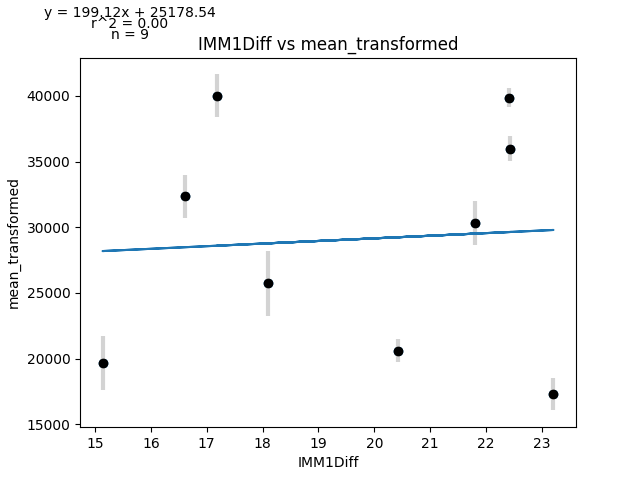 y = 199.12x + 25178.54
r^2 = 0.00
n = 9
IMM1Diff vs mean_transformed
mean_transformed
40000
35000
30000
25000
20000
15000
15 16 17 18 19 20 21 22 23
IMM1Diff